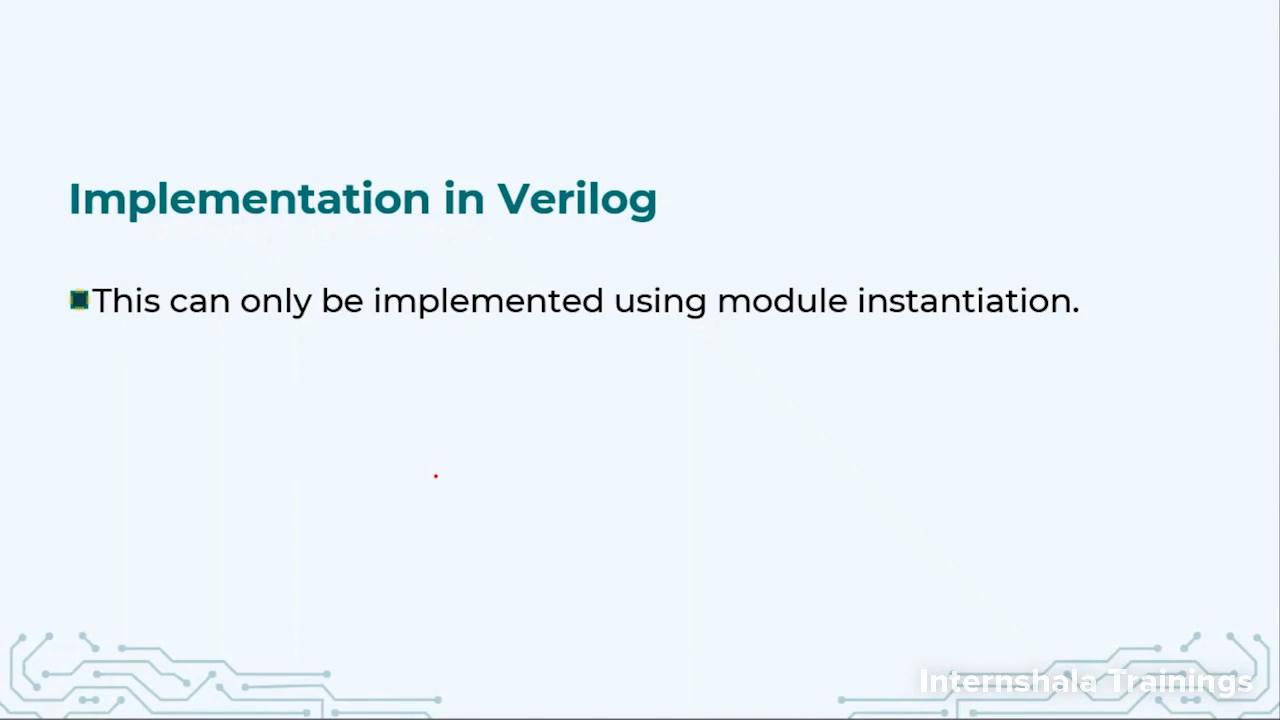 Implementation in Verilog
This can only be implemented using module instantiation.
Internshala Trainings